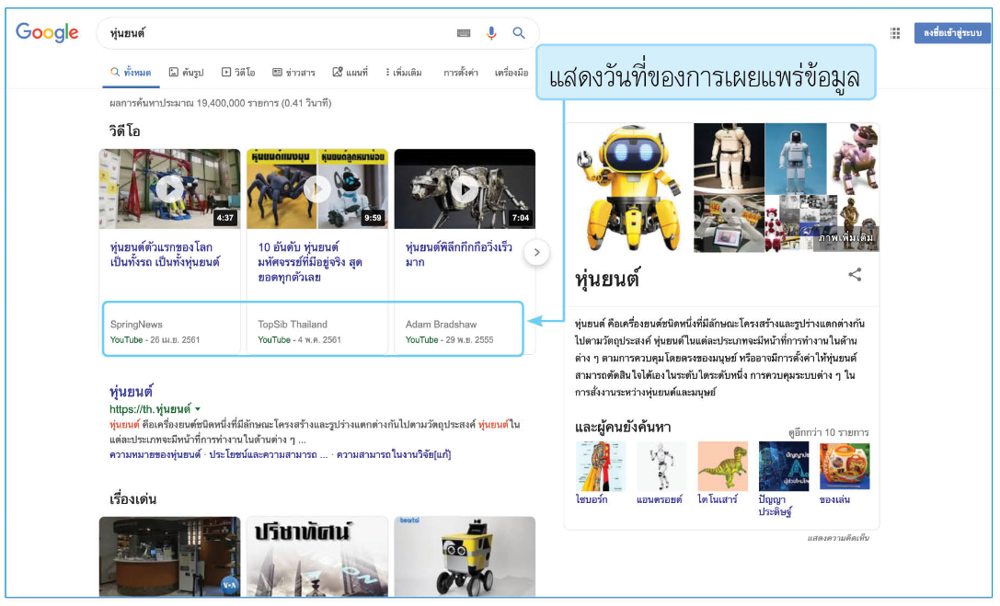 Google
หุ่นยนต์
ลงชื่อเข้าสู่ระบบ
ทั้งหมด ค้นรูป วิดีโอ ข่าวสาร แผนที่ เพิ่มเติม การตั้งค่า เครื่องมือ
แสดงวันที่ของการเผยแพร่ข้อมูล
ผลการค้นหาประมาณ 19,400,000 รายการ (0.41 วินาที)
วิดีโอ
4:37
หุ่นยนต์แมงมุม หุ่นยนต์ลูกหมาน้อย
9:59
7:04
หุ่นยนต์ตัวแรกของโลก
เป็นทั้งรถ เป็นทั้งหุ่นยนต์
10 อันดับ หุ่นยนต์
มหัศจรรย์ที่มีอยู่จริง สุด
ยอดทุกตัวเลย
หุ่นยนต์พิลึกกึกกือวิ่งเร็ว
มาก
SpringNews
YouTube - 26 เม.ย. 2561
TopSib Thailand
YouTube - 4 พ.ค. 2561
Adam Bradshaw
YouTube - 29 พ.ย. 2555
หุ่นยนต์
https://th.หุ่นยนต์
หุ่นยนต์ คือเครื่องยนต์ชนิดหนึ่งที่มีลักษณะโครงสร้างและรูปร่างแตกต่างกันไปตามวัตถุประสงค์ หุ่นยนต์ใน
แต่ละประเภทจะมีหน้าที่การทำงานในด้านต่าง ๆ ...
ความหมายของหุ่นยนต์ · ประโยชน์และความสามารถ ... · ความสามารถในงานวิจัย[แก้]
เรื่องเด่น
VOA
ปรีชาทัศน์
beartai
ภาพเพิ่มเติม
หุ่นยนต์
หุ่นยนต์ คือเครื่องยนต์ชนิดหนึ่งที่มีลักษณะโครงสร้างและรูปร่างแตกต่างกัน
ไปตามวัตถุประสงค์ หุ่นยนต์ในแต่ละประเภทจะมีหน้าที่การทำงานในด้าน
ต่าง ๆ ตามการควบคุมโดยตรงของมนุษย์ หรืออาจมีการตั้งค่าให้หุ่นยนต์
สามารถตัดสินใจได้เองในระดับใดระดับหนึ่ง การควบคุมระบบต่าง ๆ ใน
การสั่งงานระหว่างหุ่นยนต์และมนุษย์
และผู้คนยังค้นหา
ดูอีกกว่า 10 รายการ
ไซบอร์ก
แอนดรอยด์
ไดโนเสาร์
ปัญญา
ประดิษฐ์
ของเล่น
แสดงความคิดเห็น